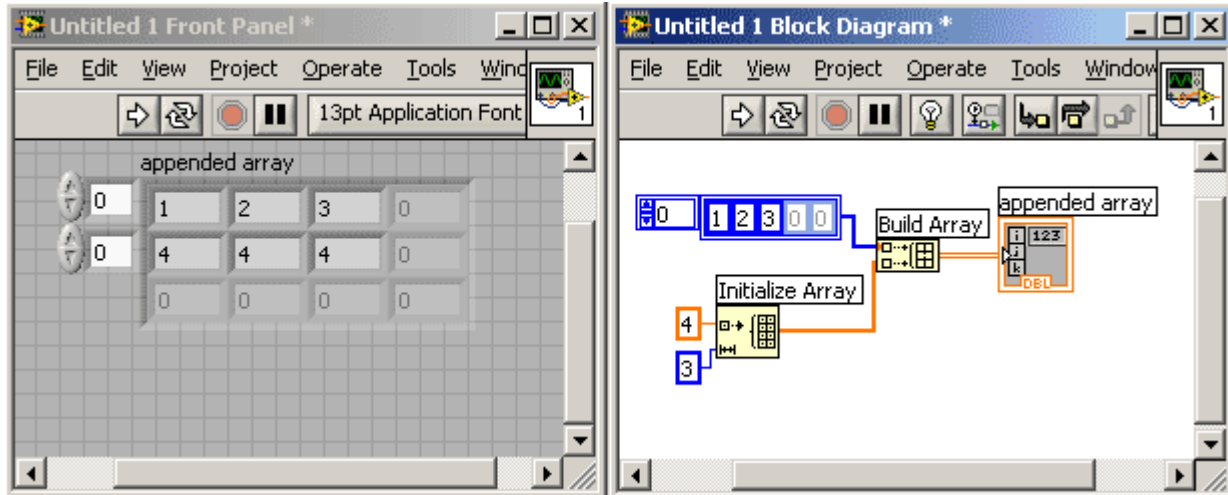 Untitled 1 Front Panel *
File Edit View Project Operate Tools Wind
13pt Application Font
1
appended array
0 1 2 3 0
0 4 4 4 0
0 0 0 0
Untitled 1 Block Diagram *
File Edit View Project Operate Tools Window
1
0 1 2 3 0 0
Build Array
appended array
i 123
j
k
DBL
Initialize Array
4
3